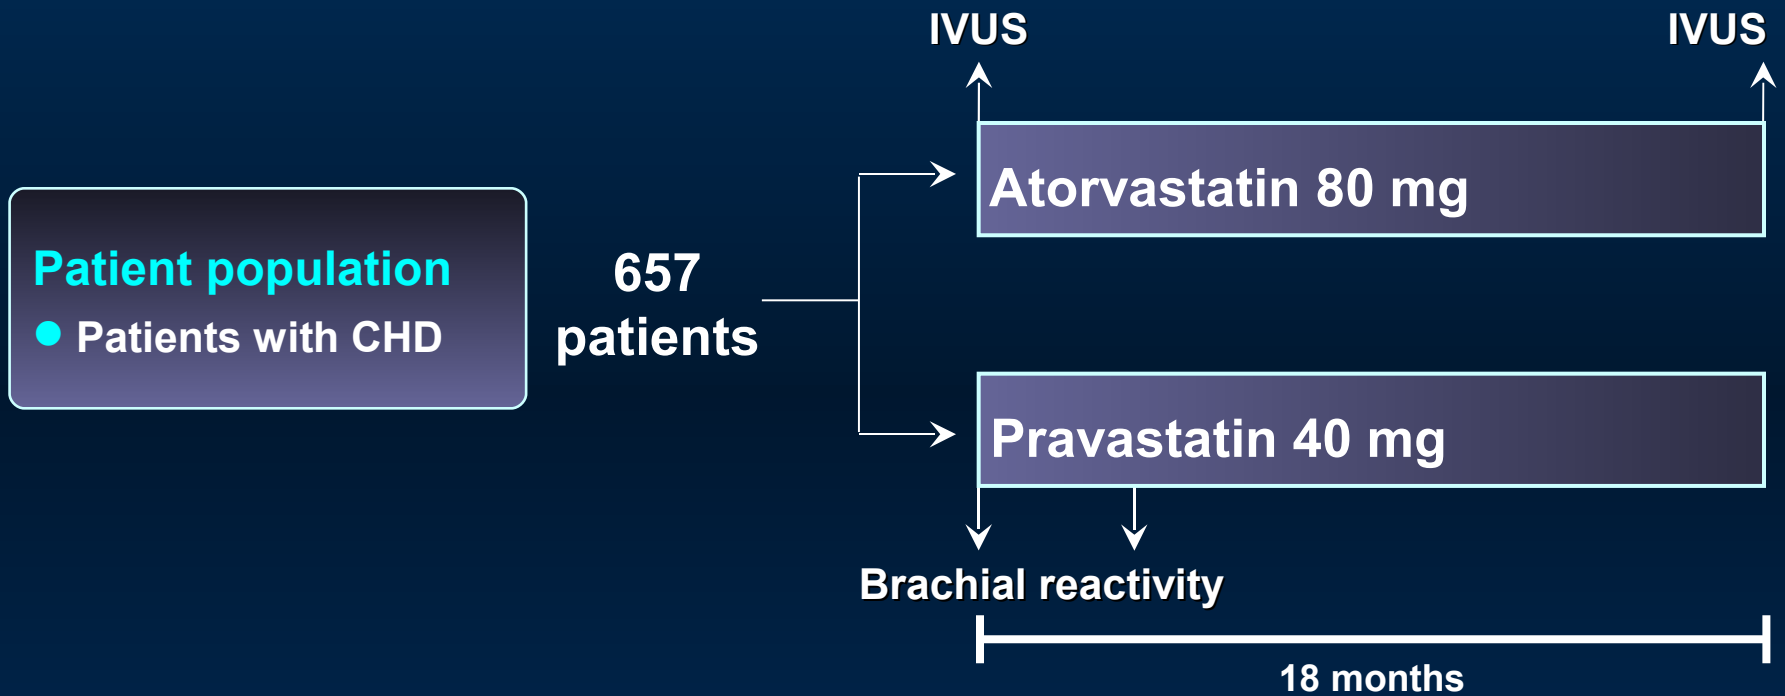 IVUS
IVUS
Atorvastatin 80 mg
Patient population
Patients with CHD
657
patients
Pravastatin 40 mg
Brachial reactivity
18 months